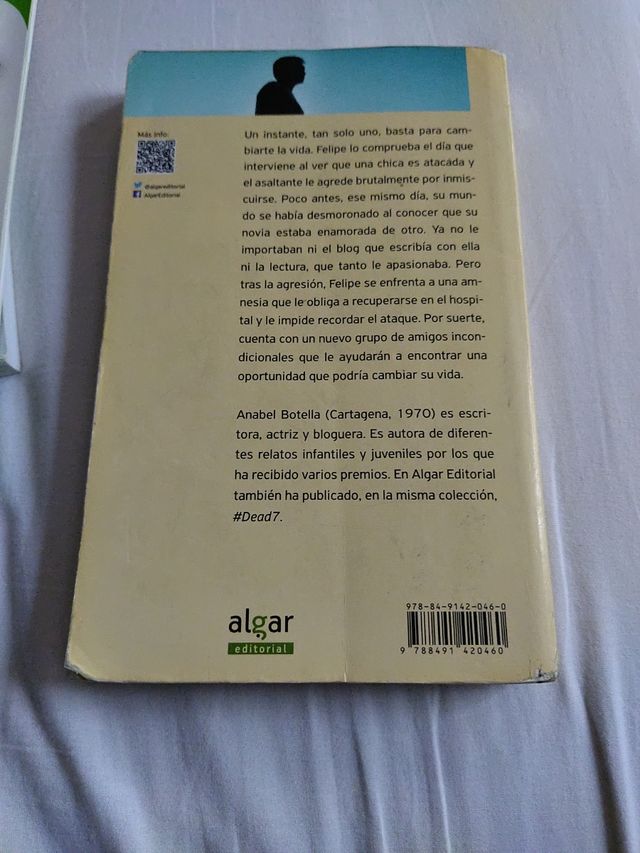 Más info:
@algareditorial
AlgarEditorial
Un instante, tan solo uno, basta para cam-
biarte la vida. Felipe lo comprueba el día que
interviene al ver que una chica es atacada y
el asaltante le agrede brutalmente por inmis-
cuirse. Poco antes, ese mismo día, su mun-
do se había desmoronado al conocer que su
novia estaba enamorada de otro. Ya no le
importaban ni el blog que escribía con ella
ni la lectura, que tanto le apasionaba. Pero
tras la agresión, Felipe se enfrenta a una am-
nesia que le obliga a recuperarse en el hospi-
tal y le impide recordar el ataque. Por suerte,
cuenta con un nuevo grupo de amigos incon-
dicionales que le ayudarán a encontrar una
oportunidad que podría cambiar su vida.
Anabel Botella (Cartagena, 1970) es escri-
tora, actriz y bloguera. Es autora de diferen-
tes relatos infantiles y juveniles por los que
ha recibido varios premios. En Algar Editorial
también ha publicado, en la misma colección,
#Dead7.
algar
editorial
978-84-9142-046-0
9 788491 420460